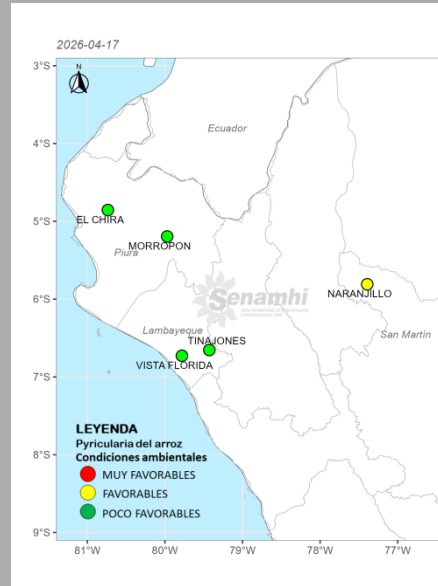 2026-04-17
N
3°S
4°S
5°S
6°S
7°S
8°S
9°S
Ecuador
EL CHIRA
MORROPON
Piura
Senamhi
NARANJILLO
San Martín
Lambayeque
TINAJONES
VISTA FLORIDA
LEYENDA
Pyricularia del arroz
Condiciones ambientales
MUY FAVORABLES
FAVORABLES
POCO FAVORABLES
81°W
80°W
79°W
78°W
77°W